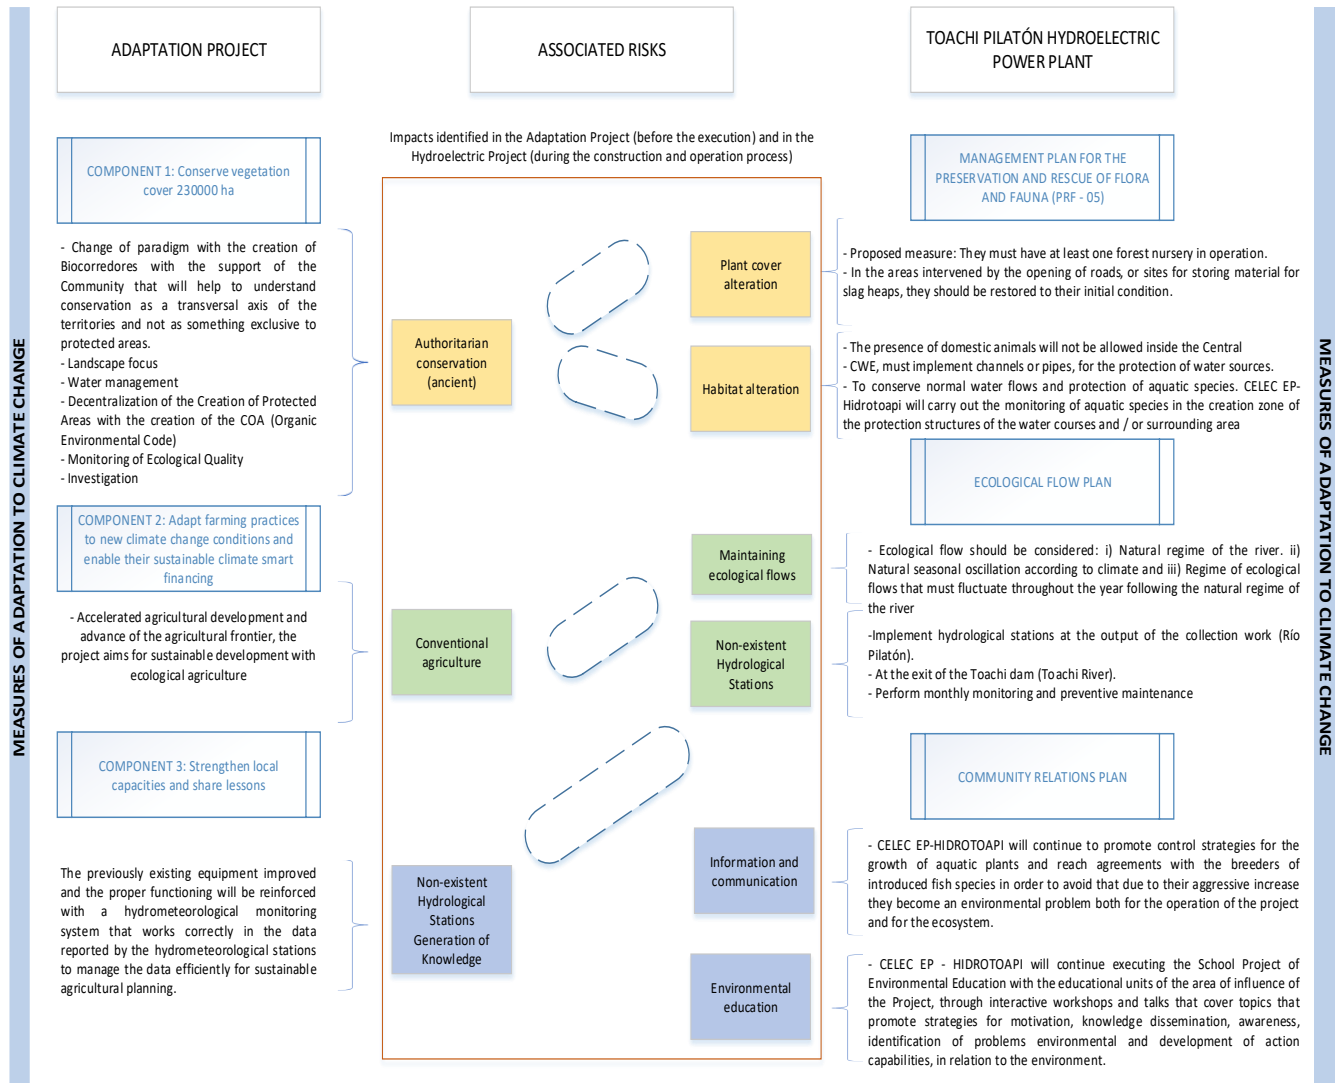 MEASURES OF ADAPTATION TO CLIMATE CHANGE
ADAPTATION PROJECT
COMPONENT 1: Conserve vegetation
cover 230000 ha
- Change of paradigm with the creation of
Biocorredores with the support of the
Community that will help to understand
conservation as a transversal axis of the
territories and not as something exclusive to
protected areas.
- Landscape focus
- Water management
- Decentralization of the Creation of Protected
Areas with the creation of the COA (Organic
Environmental Code)
- Monitoring of Ecological Quality
- Investigation
COMPONENT 2: Adapt farming practices
to new climate change conditions and
enable their sustainable climate smart
financing
- Accelerated agricultural development and
advance of the agricultural frontier, the
project aims for sustainable development with
ecological agriculture
COMPONENT 3: Strengthen local
capacities and share lessons
The previously existing equipment improved
and the proper functioning will be reinforced
with a hydrometeorological monitoring
system that works correctly in the data
reported by the hydrometeorological stations
to manage the data efficiently for sustainable
agricultural planning.
ASSOCIATED RISKS
Impacts identified in the Adaptation Project (before the execution) and in the
Hydroelectric Project (during the construction and operation process)
Authoritarian
conservation
(ancient)
Conventional
agriculture
Non-existent
Hydrological
Stations
Generation of
Knowledge
Plant cover
alteration
Habitat alteration
Maintaining
ecological flows
Non-existent
Hydrological
Stations
Information and
communication
Environmental
education
TOACHI PILATÓN HYDROELECTRIC
POWER PLANT
MANAGEMENT PLAN FOR THE
PRESERVATION AND RESCUE OF FLORA
AND FAUNA (PRF - 05)
- Proposed measure: They must have at least one forest nursery in operation.
- In the areas intervened by the opening of roads, or sites for storing material for
slag heaps, they should be restored to their initial condition.
- The presence of domestic animals will not be allowed inside the Central
- CWE, must implement channels or pipes, for the protection of water sources.
- To conserve normal water flows and protection of aquatic species. CELEC EP-
Hidrotoapi will carry out the monitoring of aquatic species in the creation zone of
the protection structures of the water courses and / or surrounding area
ECOLOGICAL FLOW PLAN
- Ecological flow should be considered: i) Natural regime of the river. ii)
Natural seasonal oscillation according to climate and iii) Regime of ecological
flows that must fluctuate throughout the year following the natural regime of
the river
-Implement hydrological stations at the output of the collection work (Río
Pilatón).
- At the exit of the Toachi dam (Toachi River).
- Perform monthly monitoring and preventive maintenance
COMMUNITY RELATIONS PLAN
- CELEC EP-HIDROTOAPI will continue to promote control strategies for the
growth of aquatic plants and reach agreements with the breeders of
introduced fish species in order to avoid that due to their aggressive increase
they become an environmental problem both for the operation of the project
and for the ecosystem.
- CELEC EP - HIDROTOAPI will continue executing the School Project of
Environmental Education with the educational units of the area of influence of
the Project, through interactive workshops and talks that cover topics that
promote strategies for motivation, knowledge dissemination, awareness,
identification of problems environmental and development of action
capabilities, in relation to the environment.
MEASURES OF ADAPTATION TO CLIMATE CHANGE